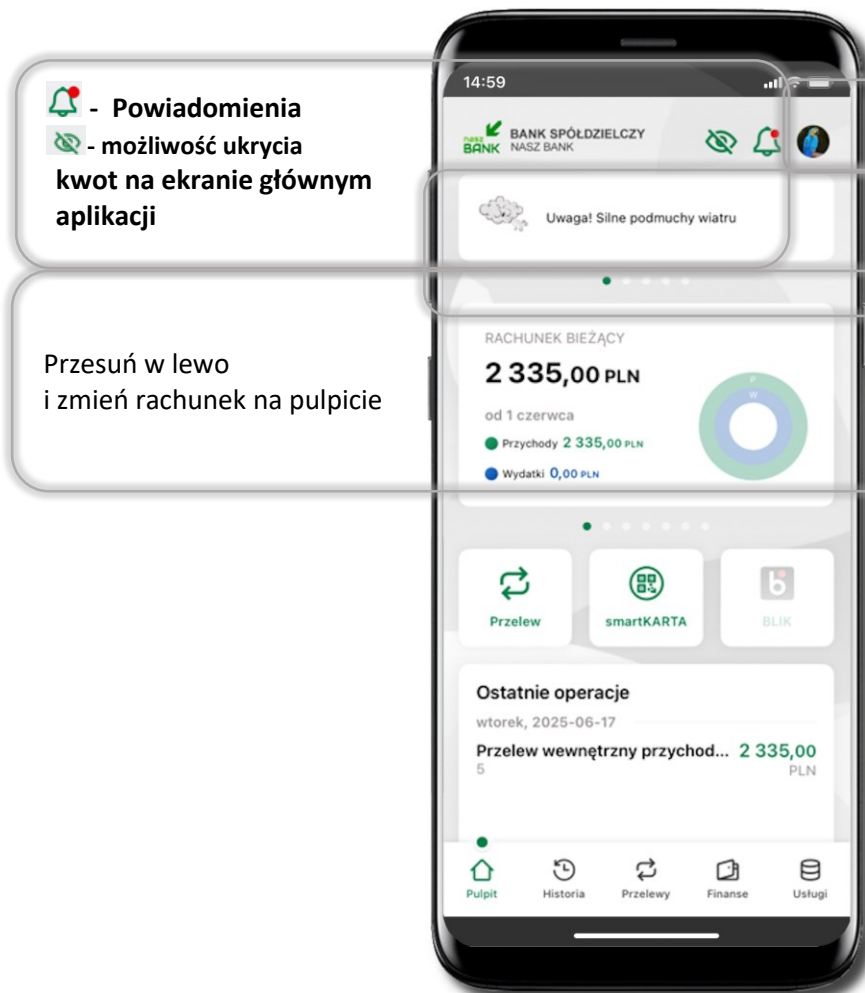 - Powiadomienia
- możliwość ukrycia
kwot na ekranie głównym
aplikacji
Przesuń w lewo
i zmień rachunek na pulpicie
14:59
nasz BANK
BANK SPÓŁDZIELCZY
NASZ BANK
Uwaga! Silne podmuchy wiatru
RACHUNEK BIEŻĄCY
2 335,00 PLN
od 1 czerwca
Przychody 2 335,00 PLN
Wydatki 0,00 PLN
P
W
Przelew smartKARTA BLIK
Ostatnie operacje
wtorek, 2025-06-17
Przelew wewnętrzny przychod... 2 335,00
5 PLN
Pulpit Historia Przelewy Finanse Usługi